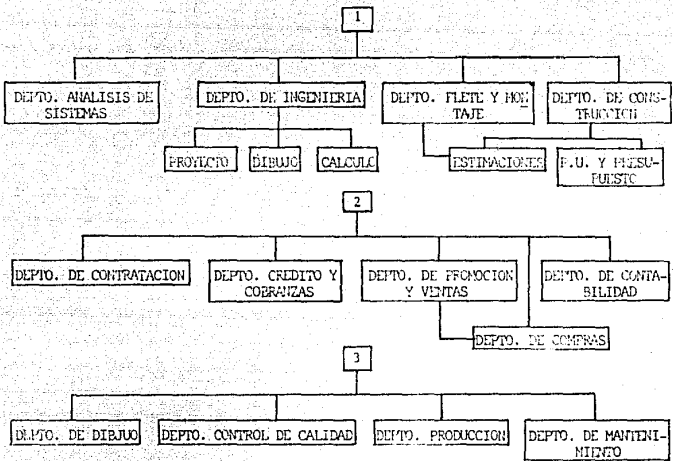 1
DEPTO. ANALISIS DE
SISTEMAS
DEPTO. DE INGENIERIA
DEPTO. FLETE Y MON
TAJE
DEPTO. DE CONS-
TRUCCION
PROYECTO
DIBUJO
CALCULO
ESTIMACIONES
P.U. Y PRESU-
PUESTO
2
DEPTO. DE CONTRATACION
DEPTO. CREDITO Y
COBRANZAS
DEPTO. DE PROMOCION
Y VENTAS
DEPTO. DE CONTA-
BILIDAD
DEPTO. DE COMPRAS
3
DEPTO. DE DIBJUO
DEPTO. CONTROL DE CALIDAD
DEPTO. PRODUCCION
DEPTO. DE MANTENI-
MIENTO